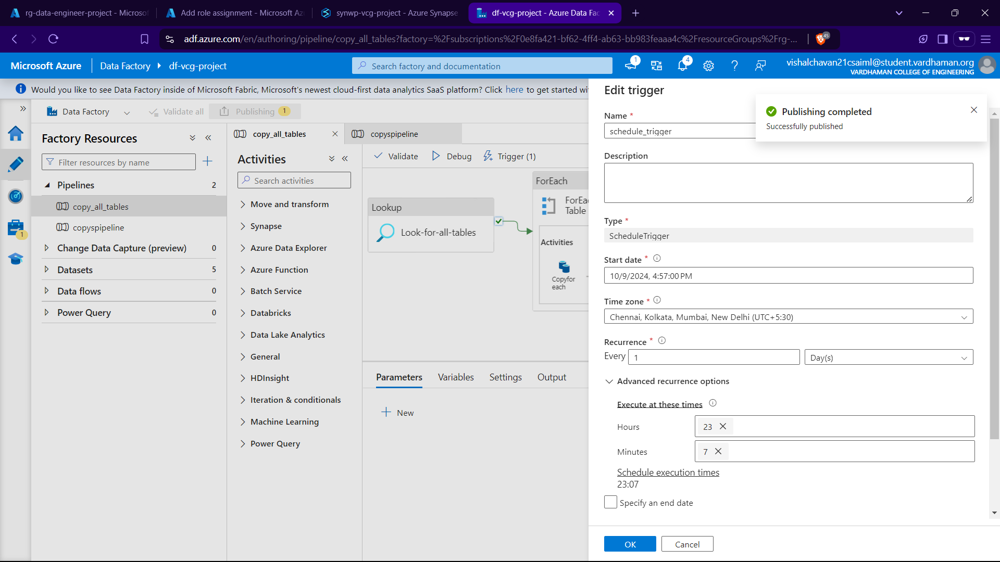 rg-data-engineer-project - Microsof
Add role assignment - Microsoft Az
synwp-vcg-project - Azure Synapse
df-vcg-project - Azure Data Fac
adf.azure.com/en/authoring/pipeline/copy_all_tables?factory=%2Fsubscriptions%2F0e8fa421-bf62-4ff4-ab63-bb983feaaa4c%2FresourceGroups%2Frg-...
45
Microsoft Azure
Data Factory
df-vcg-project
Search factory and documentation
1
4
vishalchavan21csaiml@student.vardhaman.org
VARDHAMAN COLLEGE OF ENGINEERING
Would you like to see Data Factory inside of Microsoft Fabric, Microsoft's newest cloud-first data analytics SaaS platform? Click here to get started wi
Data Factory
Validate all
Publishing 1
Factory Resources
Filter resources by name
Pipelines 2
copy_all_tables
copyspipeline
Change Data Capture (preview) 0
Datasets 5
Data flows 0
Power Query 0
1
copy_all_tables
copyspipeline
Activities
Search activities
Move and transform
Synapse
Azure Data Explorer
Azure Function
Batch Service
Databricks
Data Lake Analytics
General
HDInsight
Iteration & conditionals
Machine Learning
Power Query
Validate
Debug
Trigger (1)
Lookup
Look-for-all-tables
ForEach
ForEac
Table
Activities
Copyfor
each
Parameters
Variables
Settings
Output
New
Edit trigger
Publishing completed
Successfully published
Name *
schedule_trigger
Description
Type *
ScheduleTrigger
Start date *
10/9/2024, 4:57:00 PM
Time zone *
Chennai, Kolkata, Mumbai, New Delhi (UTC+5:30)
Recurrence *
Every 1 Day(s)
Advanced recurrence options
Execute at these times
Hours 23
Minutes 7
Schedule execution times
23:07
Specify an end date
OK
Cancel